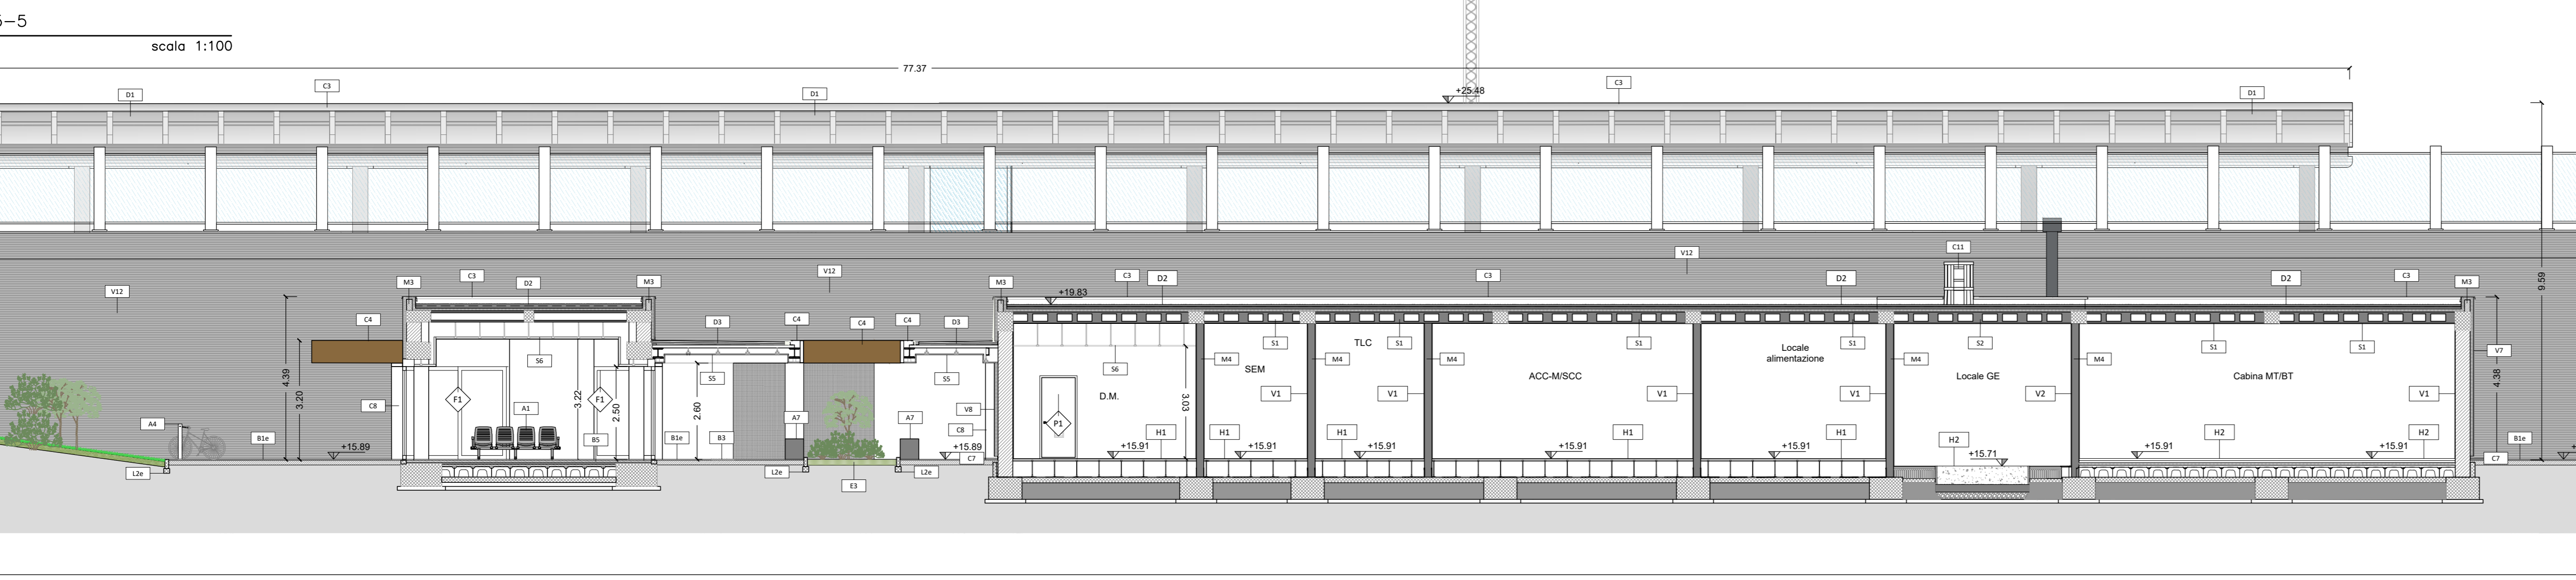 5-5
scala 1:100
77.37
C3
C3
D1
D1
D1
+25.48
C11
V12
V12
V12
C3
D2
M3
M3
M3
C3
D2
C3
D2
D2
C3
M3
+19.83
9.59
C4
D3
C4
C4
C4
D3
S6
S5
S5
S6
S1
TLC
S1
S1
Locale
alimentazione
S1
S2
S1
S1
V7
M4
M4
M4
M4
M4
SEM
ACC-M/SCC
Locale GE
Cabina MT/BT
4.39
3.20
3.22
2.50
2.60
3.03
4.38
F1
F1
A1
C8
D.M.
V1
V1
V1
V1
V2
V1
A4
A7
A7
V8
P1
C8
B1e
B5
B1e
B3
H1
H1
H1
H1
H1
H2
H2
H2
B1e
+15.89
+15.89
+15.91
+15.91
+15.91
+15.91
+15.91
+15.71
+15.91
+15.91
C7
C7
L2e
L2e
L2e
E3